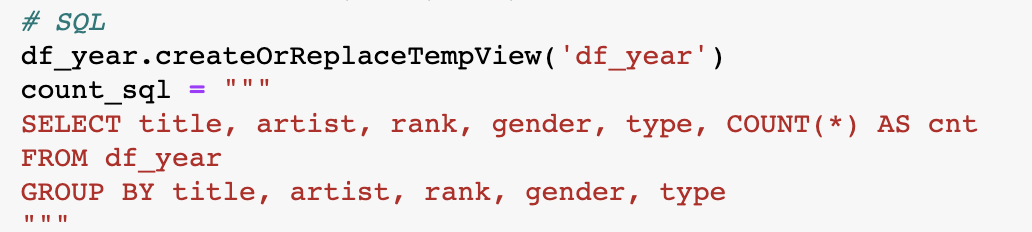 # SQL
df_year.createOrReplaceTempView('df_year')
count_sql = """
SELECT title, artist, rank, gender, type, COUNT(*) AS cnt
FROM df_year
GROUP BY title, artist, rank, gender, type
"""